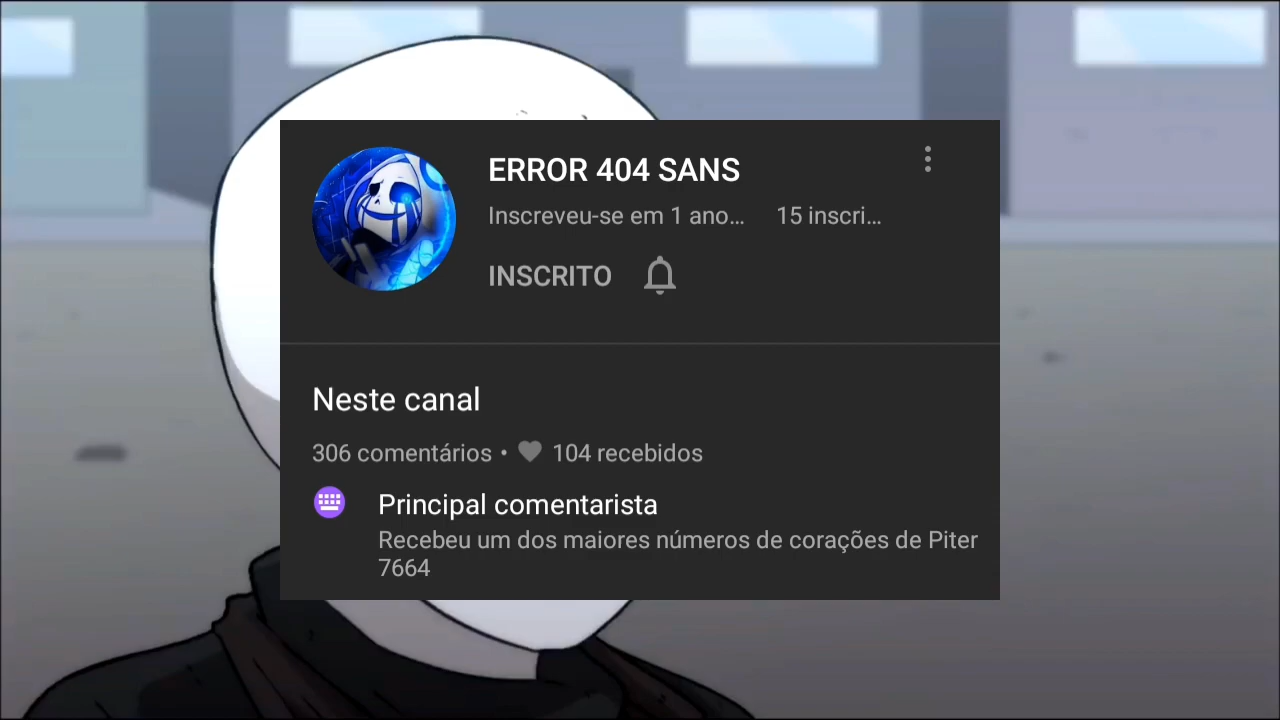 ERROR 404 SANS
Inscreveu-se em 1 ano... 15 inscri...
INSCRITO
Neste canal
306 comentários • 104 recebidos
Principal comentarista
Recebeu um dos maiores números de corações de Piter
7664